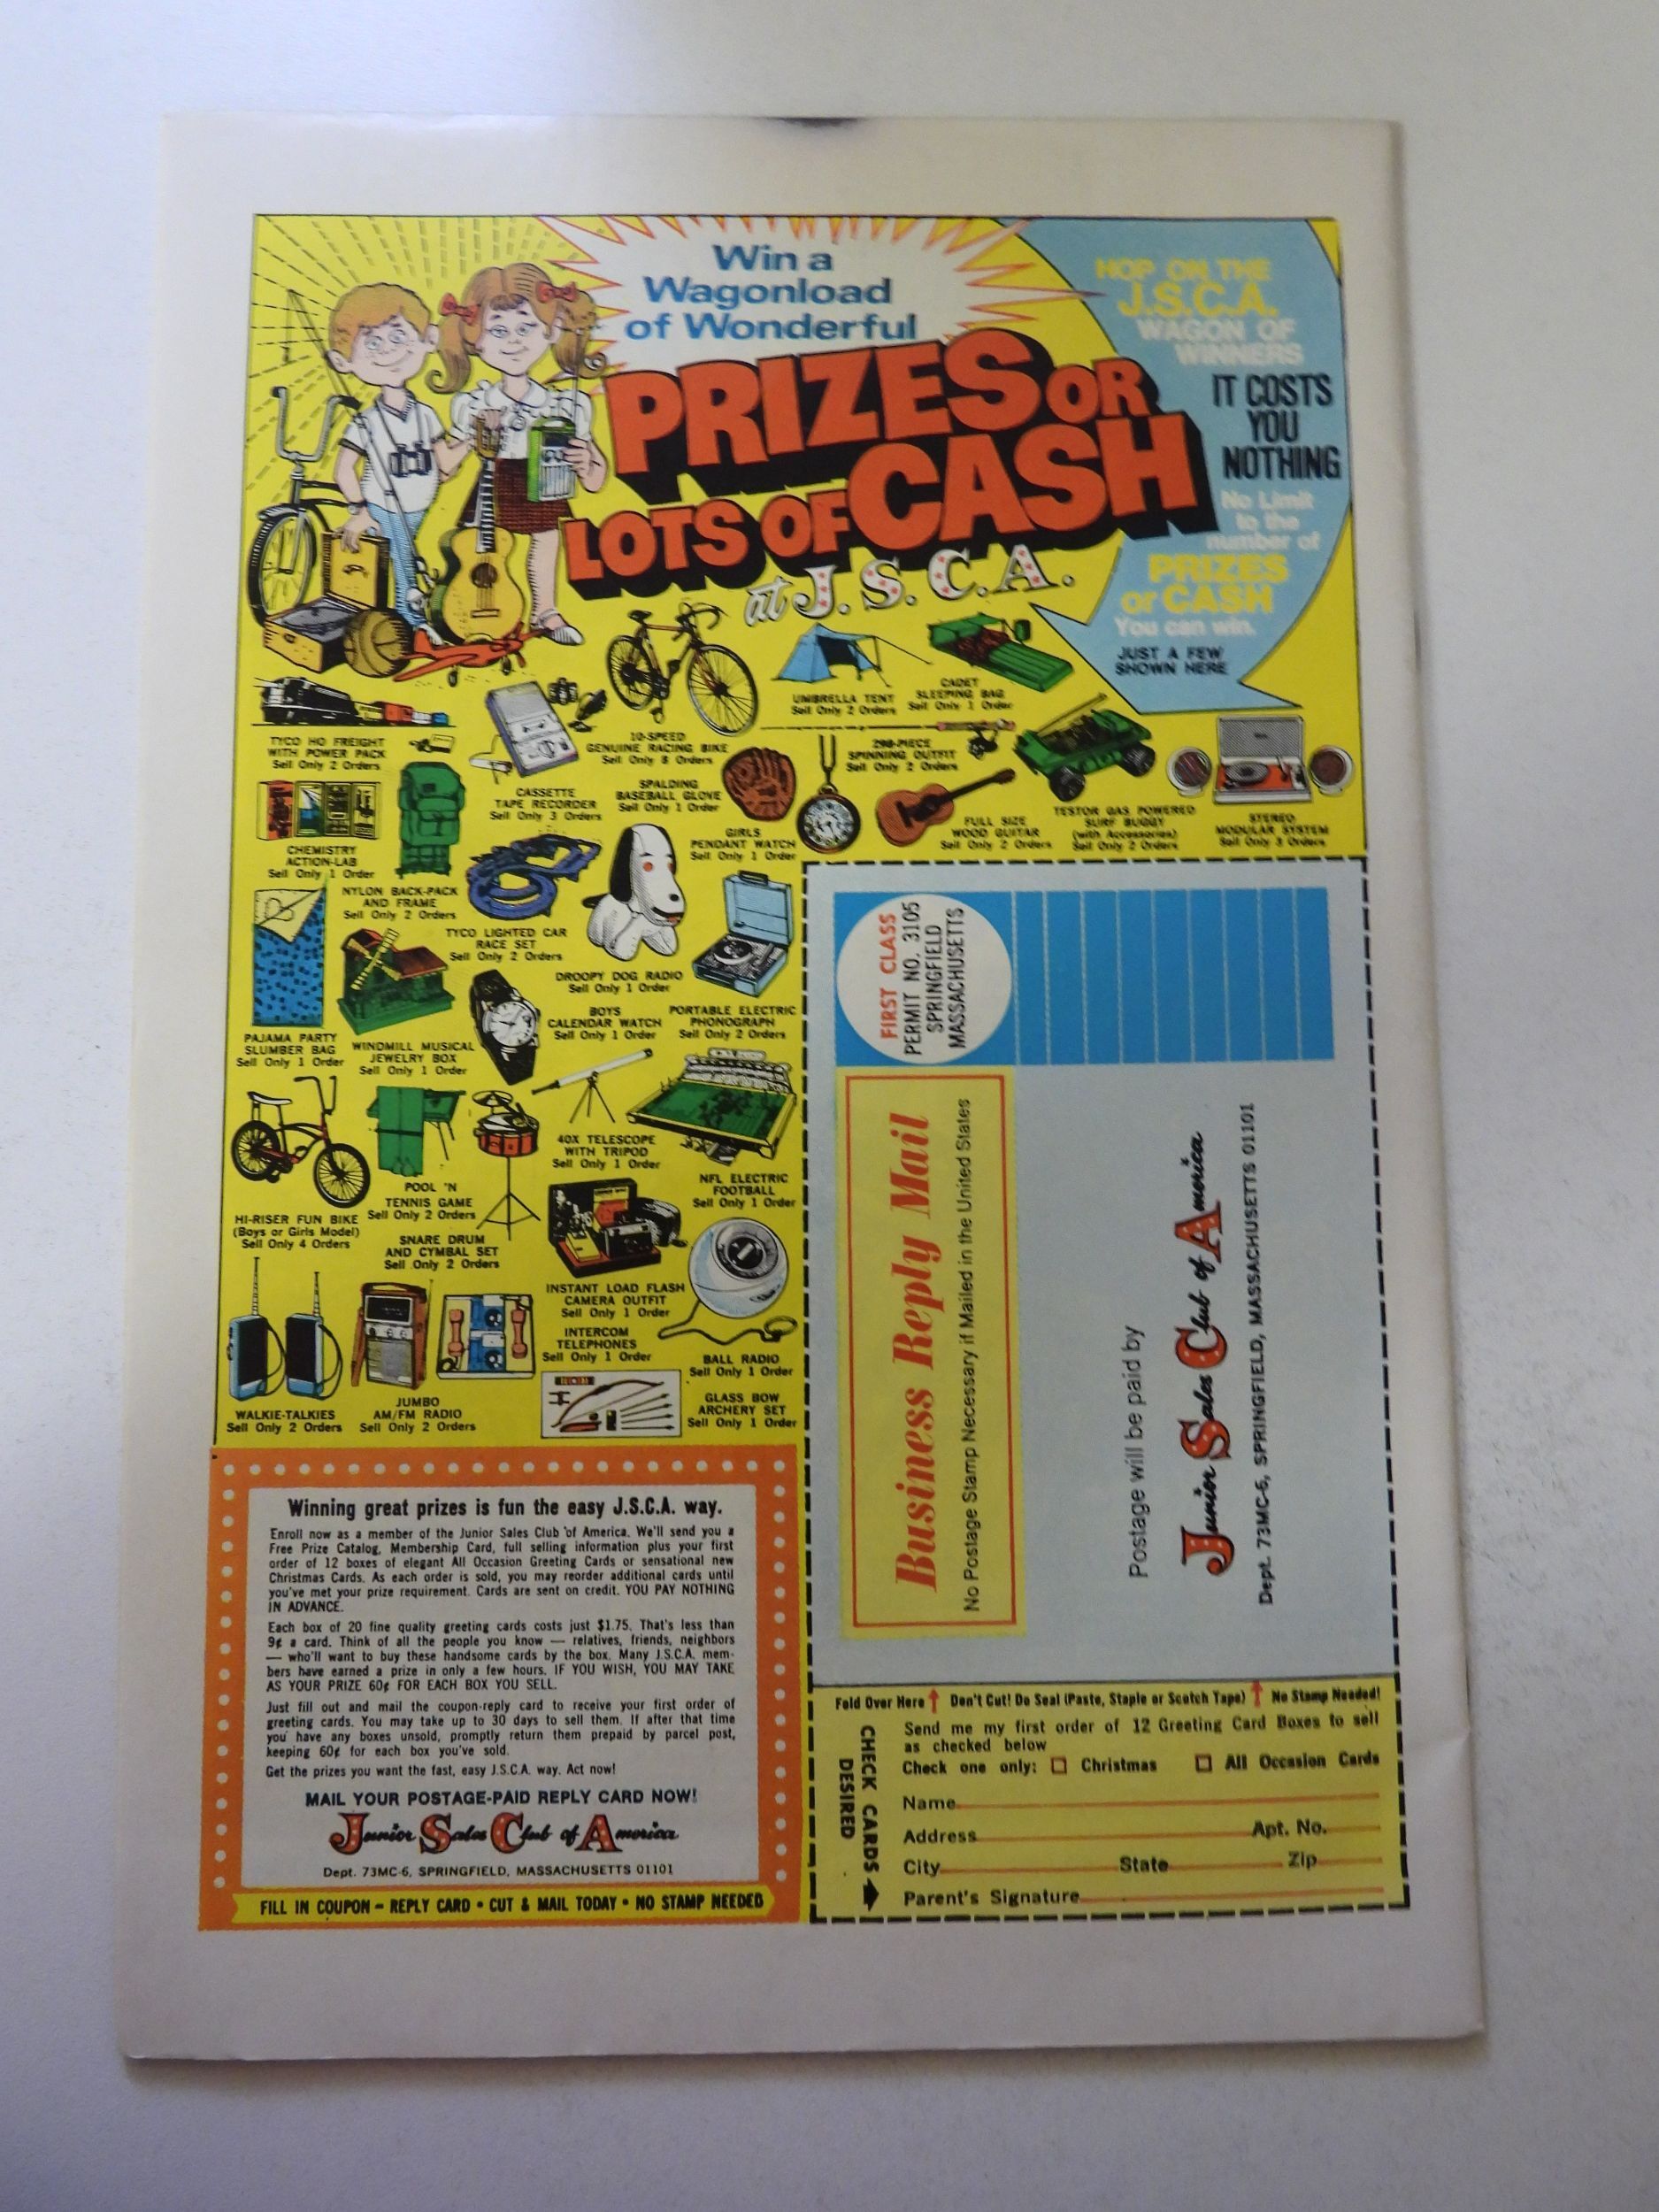 Win a
Wagonload
of Wonderful
PRIZES OR
LOTS OF CASH
at J.S.C.A.
HOP ON THE
J.S.C.A.
WAGON OF
WINNERS
IT COSTS
YOU
NOTHING
No Limit
to the
number of
PRIZES
or CASH
You can win.
JUST A FEW
SHOWN HERE
UMBRELLA TENT
Sell Only 2 Orders
CADET
SLEEPING BAG
Sell Only 1 Order
TYCO HO FREIGHT
WITH POWER PACK
Sell Only 2 Orders
10-SPEED
GENUINE RACING BIKE
Sell Only 8 Orders
298-PIECE
SPINNING OUTFIT
Sell Only 2 Orders
CASSETTE
TAPE RECORDER
Sell Only 3 Orders
SPALDING
BASEBALL GLOVE
Sell Only 1 Order
GIRLS
PENDANT WATCH
Sell Only 1 Order
FULL SIZE
WOOD GUITAR
Sell Only 2 Orders
TESTOR GAS POWERED
SURF BUGGY
(with Accessories)
Sell Only 2 Orders
STEREO
MODULAR SYSTEM
Sell Only 3 Orders
CHEMISTRY
ACTION-LAB
Sell Only 1 Order
NYLON BACK-PACK
AND FRAME
Sell Only 2 Orders
TYCO LIGHTED CAR
RACE SET
Sell Only 2 Orders
DROOPY DOG RADIO
Sell Only 1 Order
PAJAMA PARTY
SLUMBER BAG
Sell Only 1 Order
WINDMILL MUSICAL
JEWELRY BOX
Sell Only 1 Order
BOYS
CALENDAR WATCH
Sell Only 1 Order
PORTABLE ELECTRIC
PHONOGRAPH
Sell Only 2 Orders
40X TELESCOPE
WITH TRIPOD
Sell Only 1 Order
NFL ELECTRIC
FOOTBALL
Sell Only 1 Order
HI-RISER FUN BIKE
(Boys or Girls Model)
Sell Only 4 Orders
POOL 'N
TENNIS GAME
Sell Only 2 Orders
SNARE DRUM
AND CYMBAL SET
Sell Only 2 Orders
INSTANT LOAD FLASH
CAMERA OUTFIT
Sell Only 1 Order
INTERCOM
TELEPHONES
Sell Only 1 Order
BALL RADIO
Sell Only 1 Order
WALKIE-TALKIES
Sell Only 2 Orders
JUMBO
AM/FM RADIO
Sell Only 2 Orders
GLASS BOW
ARCHERY SET
Sell Only 1 Order
Winning great prizes is fun the easy J.S.C.A. way.
Enroll now as a member of the Junior Sales Club of America. We'll send you a
Free Prize Catalog, Membership Card, full selling information plus your first
order of 12 boxes of elegant All Occasion Greeting Cards or sensational new
Christmas Cards. As each order is sold, you may reorder additional cards until
you've met your prize requirement. Cards are sent on credit. YOU PAY NOTHING
IN ADVANCE.
Each box of 20 fine quality greeting cards costs just $1.75. That's less than
9¢ a card. Think of all the people you know — relatives, friends, neighbors
— who'll want to buy these handsome cards by the box. Many J.S.C.A. mem-
bers have earned a prize in only a few hours. IF YOU WISH, YOU MAY TAKE
AS YOUR PRIZE 60¢ FOR EACH BOX YOU SELL.
Just fill out and mail the coupon-reply card to receive your first order of
greeting cards. You may take up to 30 days to sell them. If after that time
you have any boxes unsold, promptly return them prepaid by parcel post,
keeping 60¢ for each box you've sold.
Get the prizes you want the fast, easy J.S.C.A. way. Act now!
MAIL YOUR POSTAGE-PAID REPLY CARD NOW!
Junior Sales Club of America
Dept. 73MC-6, SPRINGFIELD, MASSACHUSETTS 01101
FILL IN COUPON – REPLY CARD • CUT & MAIL TODAY • NO STAMP NEEDED
FIRST CLASS
PERMIT NO. 3105
SPRINGFIELD
MASSACHUSETTS
Business Reply Mail
No Postage Stamp Necessary if Mailed in the United States
Postage will be paid by
Junior Sales Club of America
Dept. 73MC-6, SPRINGFIELD, MASSACHUSETTS 01101
Fold Over Here ↑ Don't Cut! Do Seal (Paste, Staple or Scotch Tape) ↑ No Stamp Needed!
CHECK CARDS
DESIRED
Send me my first order of 12 Greeting Card Boxes to sell
as checked below
Check one only: ☐ Christmas ☐ All Occasion Cards
Name
Address Apt. No.
City State Zip
Parent's Signature